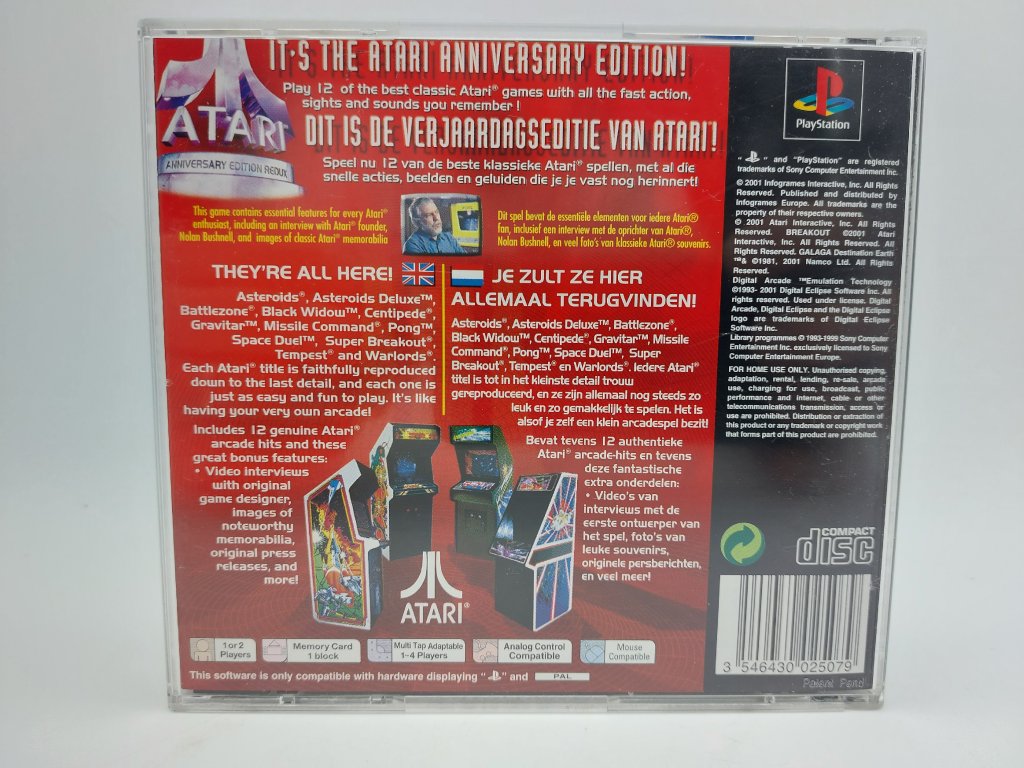 IT'S THE ATARI ANNIVERSARY EDITION!
Play 12 of the best classic Atari® games with all the fast action,
sights and sounds you remember !
DIT IS DE VERJAARDAGSEDITIE VAN ATARI™!
Speel nu 12 van de beste klassieke Atari® spellen, met al die
snelle acties, beelden en geluiden die je je vast nog herinnert!
ATARI
ANNIVERSARY EDITION REDUX
This game contains essential features for every Atari®
enthusiast, including an interview with Atari® founder,
Nolan Bushnell, and images of classic Atari® memorabilia
Dit spel bevat de essentiële elementen voor iedere Atari®
fan, inclusief een interview met de oprichter van Atari®,
Nolan Bushnell, en veel foto's van klassieke Atari® souvenirs.
THEY'RE ALL HERE!
Asteroids®, Asteroids Deluxe™,
Battlezone®, Black Widow™, Centipede®,
Gravitar™, Missile Command®, Pong™,
Space Duel™, Super Breakout®,
Tempest® and Warlords®.
Each Atari® title is faithfully reproduced
down to the last detail, and each one is
just as easy and fun to play. It's like
having your very own arcade!
Includes 12 genuine Atari®
arcade hits and these
great bonus features:
• Video interviews
with original
game designer,
images of
noteworthy
memorabilia,
original press
releases, and
more!
JE ZULT ZE HIER
ALLEMAAL TERUGVINDEN!
Asteroids®, Asteroids Deluxe™, Battlezone®,
Black Widow™, Centipede®, Gravitar™, Missile
Command®, Pong™, Space Duel™, Super
Breakout®, Tempest® en Warlords®. Iedere Atari®
titel is tot in het kleinste detail trouw
gereproduceerd, en ze zijn allemaal nog steeds zo
leuk en zo gemakkelijk te spelen. Het is
alsof je zelf een klein arcadespel bezit!
Bevat tevens 12 authentieke
Atari® arcade-hits en tevens
deze fantastische
extra onderdelen:
• Video's van
interviews met de
eerste ontwerper van
het spel, foto's van
leuke souvenirs,
originele persberichten,
en veel meer!
ATARI®
1 or 2
Players
Memory Card
1 block
Multi Tap Adaptable
1~4 Players
Analog Control
Compatible
Mouse
Compatible
This software is only compatible with hardware displaying " " and PAL
PlayStation
" " and "PlayStation" are registered
trademarks of Sony Computer Entertainment Inc.
© 2001 Infogrames Interactive, Inc. All Rights
Reserved. Published and distributed by
Infogrames Europe. All trademarks are the
property of their respective owners.
© 2001 Atari Interactive, Inc. All Rights
Reserved. BREAKOUT ©2001 Atari
Interactive, Inc. All Rights Reserved. All
Rights Reserved. GALAGA Destination Earth
™& ©1981, 2001 Namco Ltd. All Rights
Reserved.
Digital Arcade ™Emulation Technology
©1993- 2001 Digital Eclipse Software Inc. All
rights reserved. Used under license. Digital
Arcade, Digital Eclipse and the Digital Eclipse
logo are trademarks of Digital Eclipse
Software Inc.
Library programmes © 1993-1999 Sony Computer
Entertainment Inc. exclusively licensed to Sony
Computer Entertainment Europe.
FOR HOME USE ONLY. Unauthorised copying,
adaptation, rental, lending, re-sale, arcade
use, charging for use, broadcast, public
performance and internet, cable or other
telecommunications transmission, access or
use are prohibited. Distribution or extraction of
this product or any trademark or copyright work
that forms part of this product are prohibited.
COMPACT
disc
3 546430 025079
Patent Pend